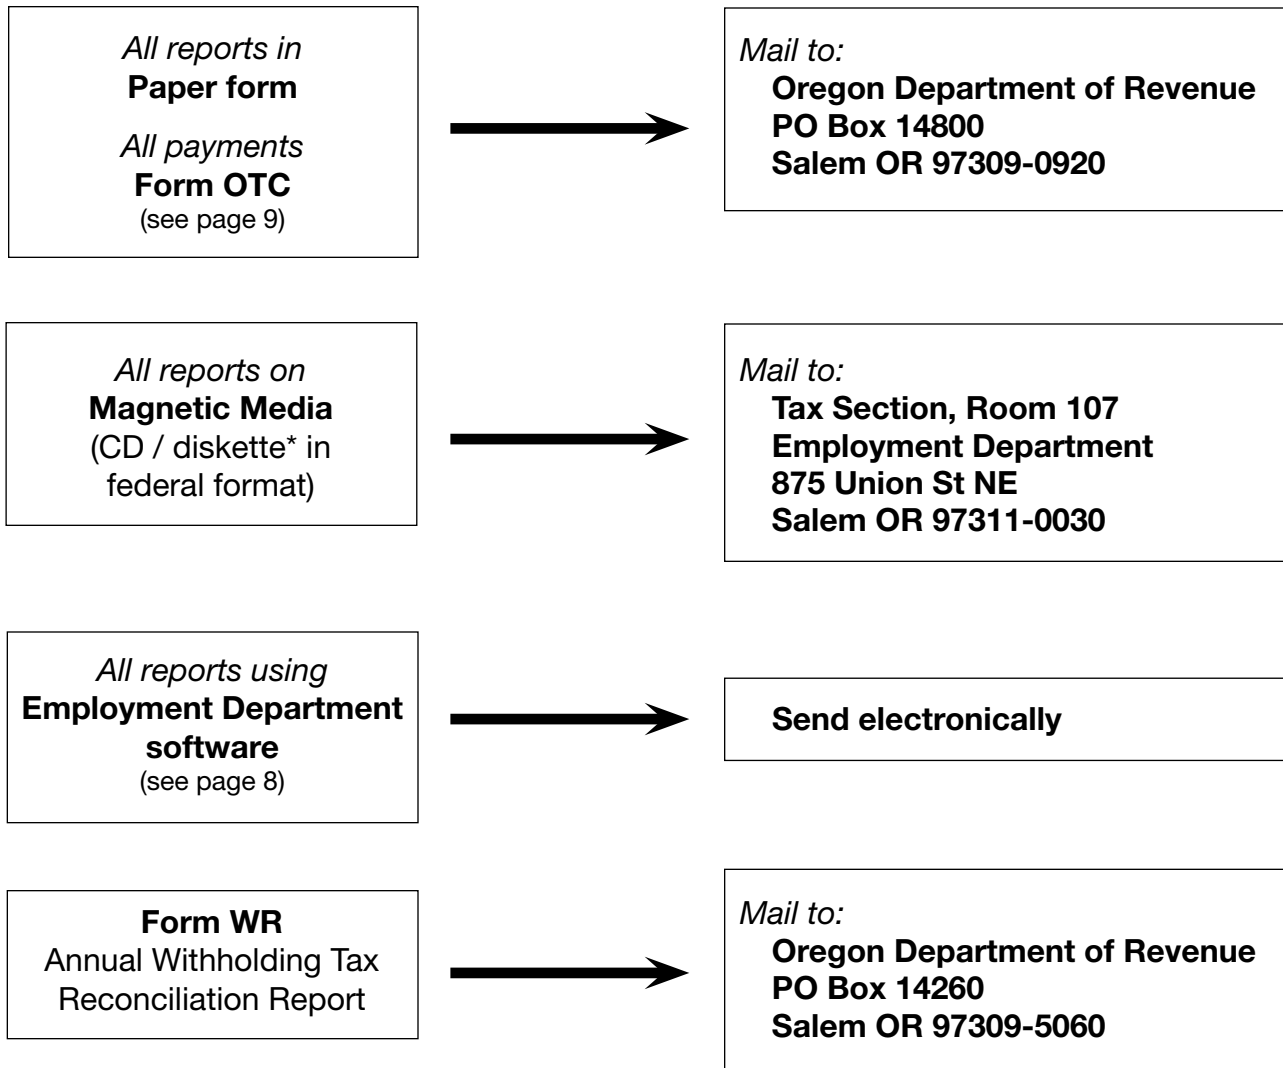 All reports in
Paper form
All payments
Form OTC
(see page 9)
Mail to:
Oregon Department of Revenue
PO Box 14800
Salem OR 97309-0920
All reports on
Magnetic Media
(CD / diskette* in
federal format)
Mail to:
Tax Section, Room 107
Employment Department
875 Union St NE
Salem OR 97311-0030
All reports using
Employment Department
software
(see page 8)
Send electronically
Form WR
Annual Withholding Tax
Reconciliation Report
Mail to:
Oregon Department of Revenue
PO Box 14260
Salem OR 97309-5060